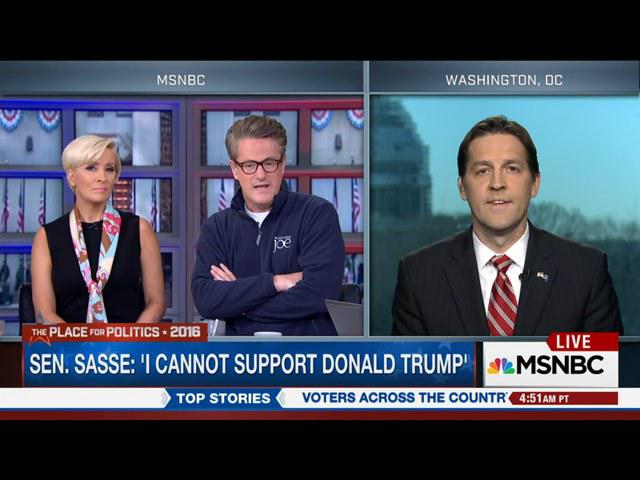 MSNBC
WASHINGTON, DC
joe
THE PLACE FOR POLITICS ★ 2016
SEN. SASSE: 'I CANNOT SUPPORT DONALD TRUMP'
LIVE
MSNBC
TOP STORIES
VOTERS ACROSS THE COUNTR
4:51AM PT